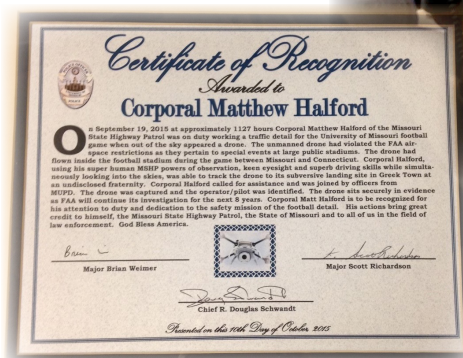 Certificate of Recognition
Awarded to
Corporal Matthew Halford
On September 19, 2015 at approximately 1127 hours Corporal Matthew Halford of the Missouri
State Highway Patrol was on duty working a traffic detail for the University of Missouri football
game when out of the sky appeared a drone. The unmanned drone had violated the FAA air-
space restrictions as they pertain to special events at large public stadiums. The drone had
flown inside the football stadium during the game between Missouri and Connecticut. Corporal Halford,
using his super human MSHP powers of observation, keen eyesight and superb driving skills while simulta-
neously looking into the skies, was able to track the drone to its subversive landing site in Greek Town at
an undisclosed fraternity. Corporal Halford called for assistance and was joined by officers from
MUPD. The drone was captured and the operator/pilot was identified. The drone sits securely in evidence
as FAA will continue its investigation for the next 8 years. Corporal Matt Halford is to be recognized for
his attention to duty and dedication to the safety mission of the football detail. His actions bring great
credit to himself, the Missouri State Highway Patrol, the State of Missouri and to all of us in the field of
law enforcement. God Bless America.
Major Brian Weimer
Major Scott Richardson
Chief R. Douglas Schwandt
Presented on this 10th Day of October, 2015